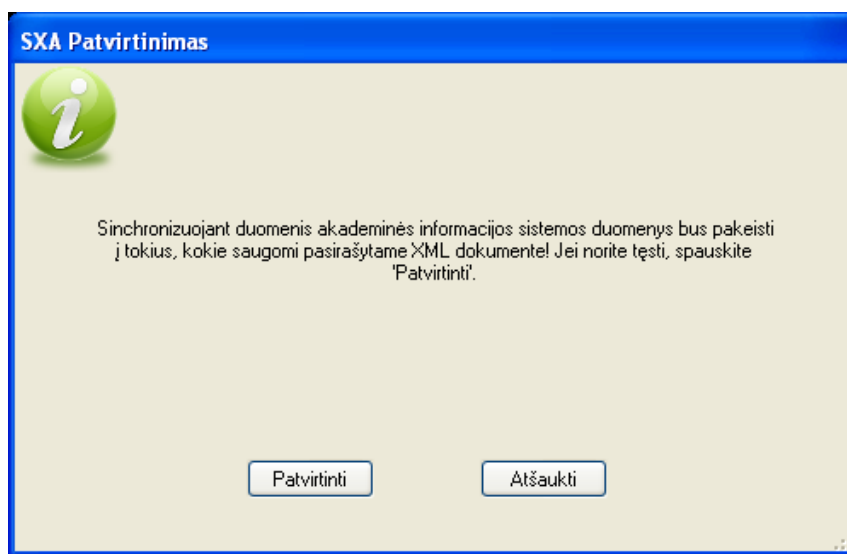 SXA Patvirtinimas
Sinchronizuojant duomenis akademinės informacijos sistemos duomenys bus pakeisti
į tokius, kokie saugomi pasirašytame XML dokumente! Jei norite tęsti, spauskite
'Patvirtinti'.
Patvirtinti
Atšaukti